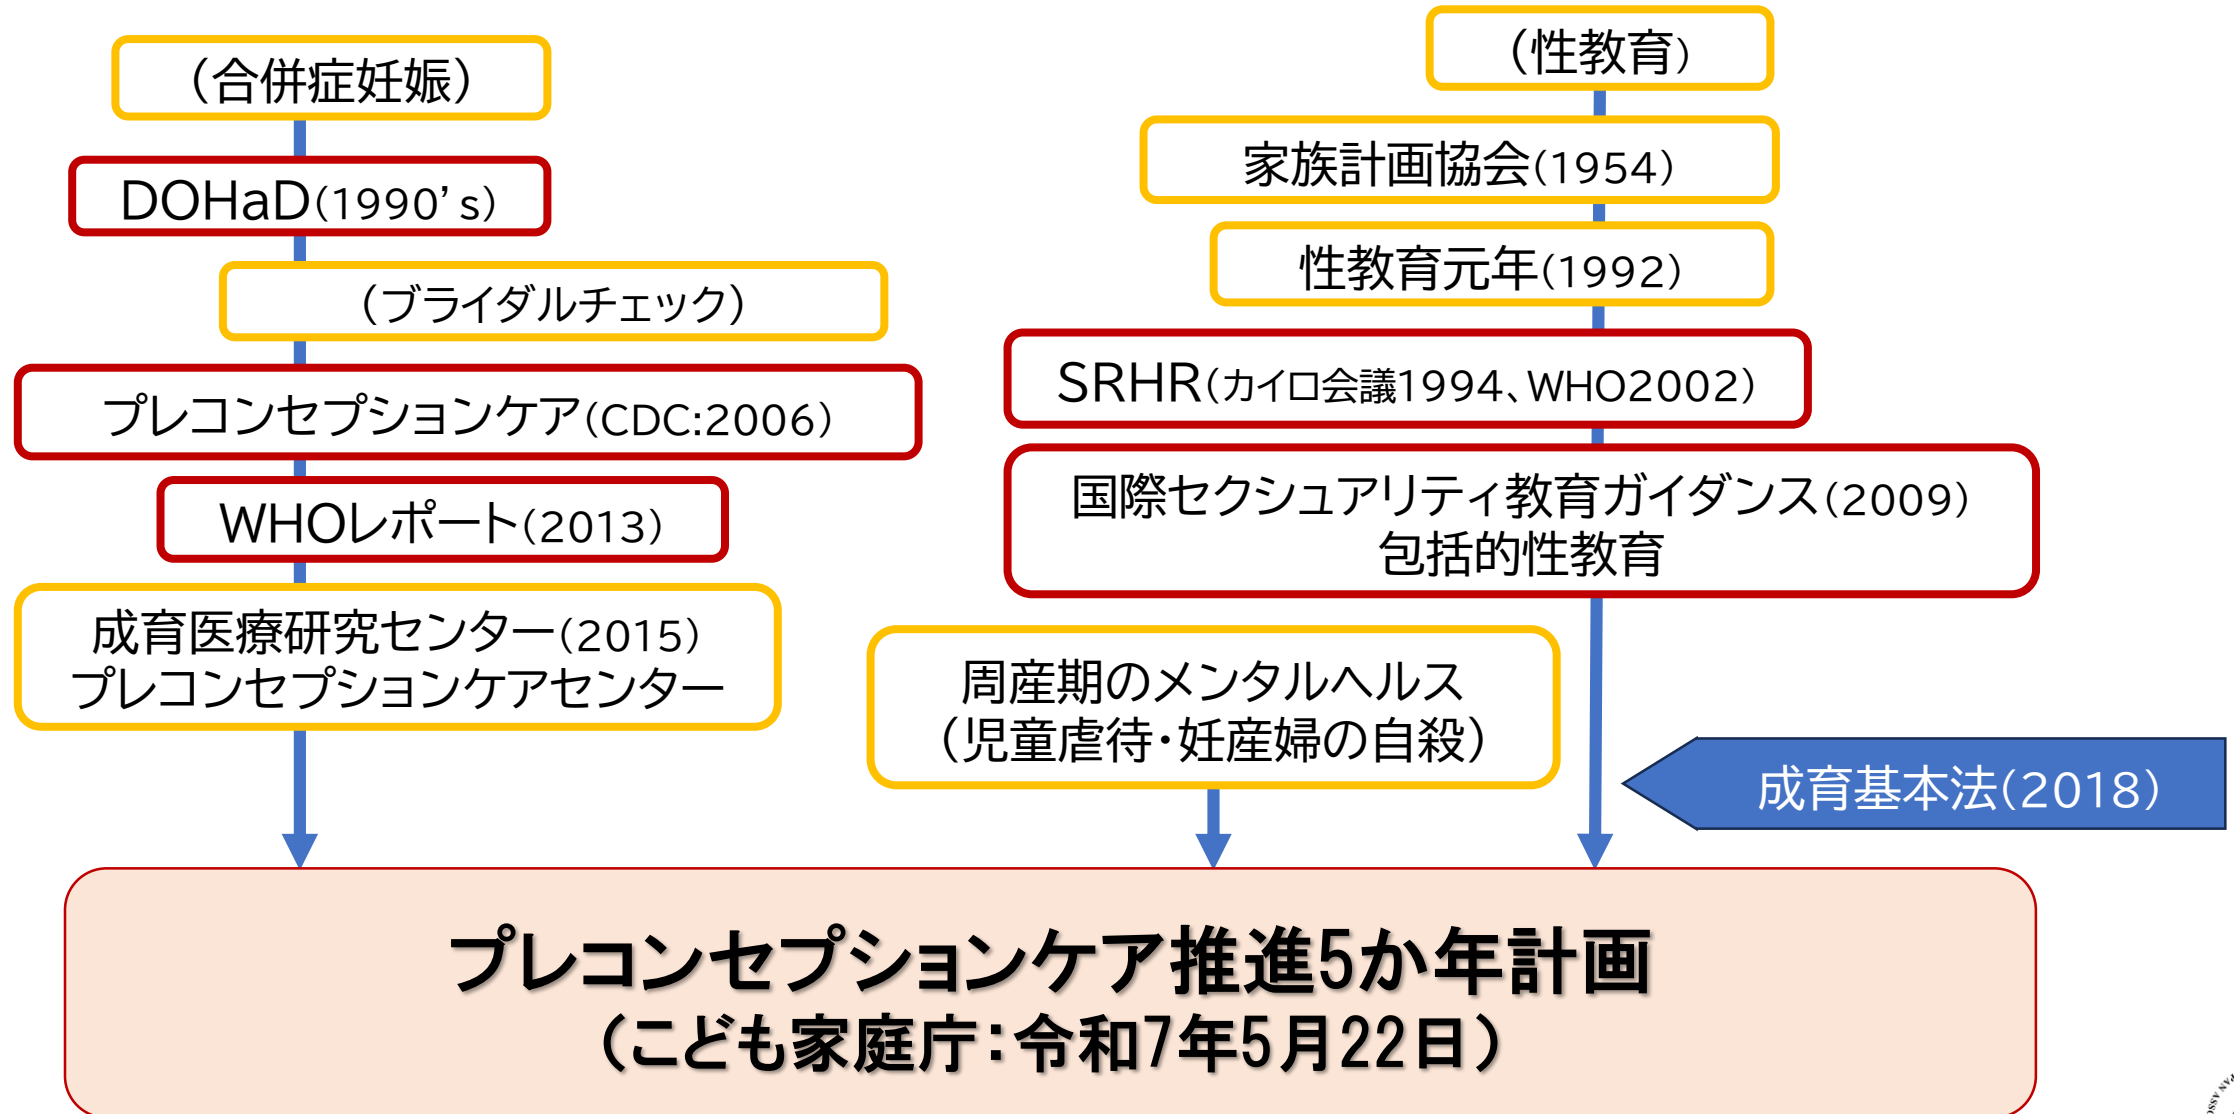 (合併症妊娠)
DOHaD(1990's)
(ブライダルチェック)
プレコンセプションケア(CDC:2006)
WHOレポート(2013)
成育医療研究センター(2015)
プレコンセプションケアセンター
(性教育)
家族計画協会(1954)
性教育元年(1992)
SRHR(カイロ会議1994、WHO2002)
国際セクシュアリティ教育ガイダンス(2009)
包括的性教育
周産期のメンタルヘルス
(児童虐待・妊産婦の自殺)
成育基本法(2018)
プレコンセプションケア推進5か年計画
(こども家庭庁:令和7年5月22日)